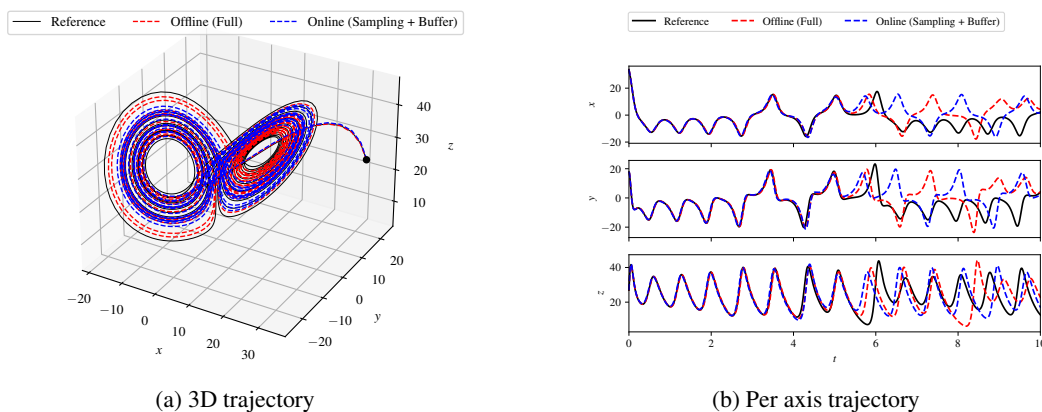 Reference Offline (Full) Online (Sampling + Buffer)
40
30
20
10
z
20
10
0
−10
−20
y
−20
−10
0
10
20
30
x
(a) 3D trajectory
Reference Offline (Full) Online (Sampling + Buffer)
20
0
−20
x
20
0
−20
y
40
20
z
0 2 4 6 8 10
t
(b) Per axis trajectory